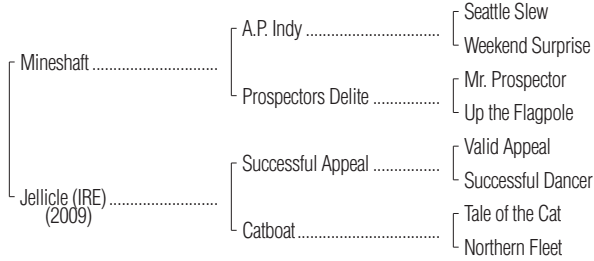 Seattle Slew
A.P. Indy ..............................
Weekend Surprise
Mineshaft ............................
Mr. Prospector
Prospectors Delite ...............
Up the Flagpole
Valid Appeal
Successful Appeal ...............
Successful Dancer
Jellicle (IRE) ........................
(2009)
Tale of the Cat
Catboat ................................
Northern Fleet